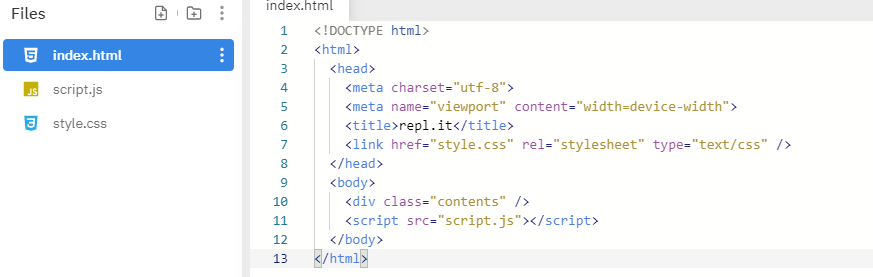 Files
index.html
script.js
style.css
index.html
1 <!DOCTYPE html>
2 <html>
3 <head>
4 <meta charset="utf-8">
5 <meta name="viewport" content="width=device-width">
6 <title>repl.it</title>
7 <link href="style.css" rel="stylesheet" type="text/css" />
8 </head>
9 <body>
10 <div class="contents" />
11 <script src="script.js"></script>
12 </body>
13 </html>